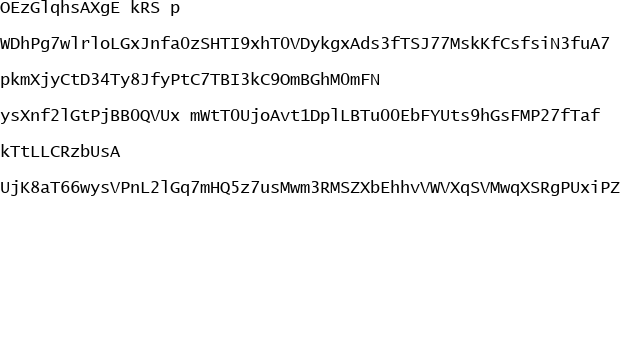 OEzGlqhsAXgE kRS p
WDhPg7wlrloLGxJnfaOzSHTI9xhTOVDykgxAds3fTSJ77MskKfCsfsiN3fuA7
pkmXjyCtD34Ty8JfyPtC7TBI3kC9OmBGhMOmFN
ysXnf2lGtPjBBOQVUx mWtTOUjoAvt1DplLBTuOOEbFYUts9hGsFMP27fTaf
kTtLLCRzbUsA
UjK8aT66wysVPnL2lGq7mHQ5z7usMwm3RMSZXbEhhvVWVXqSVMwqXSRgPUxiPZ